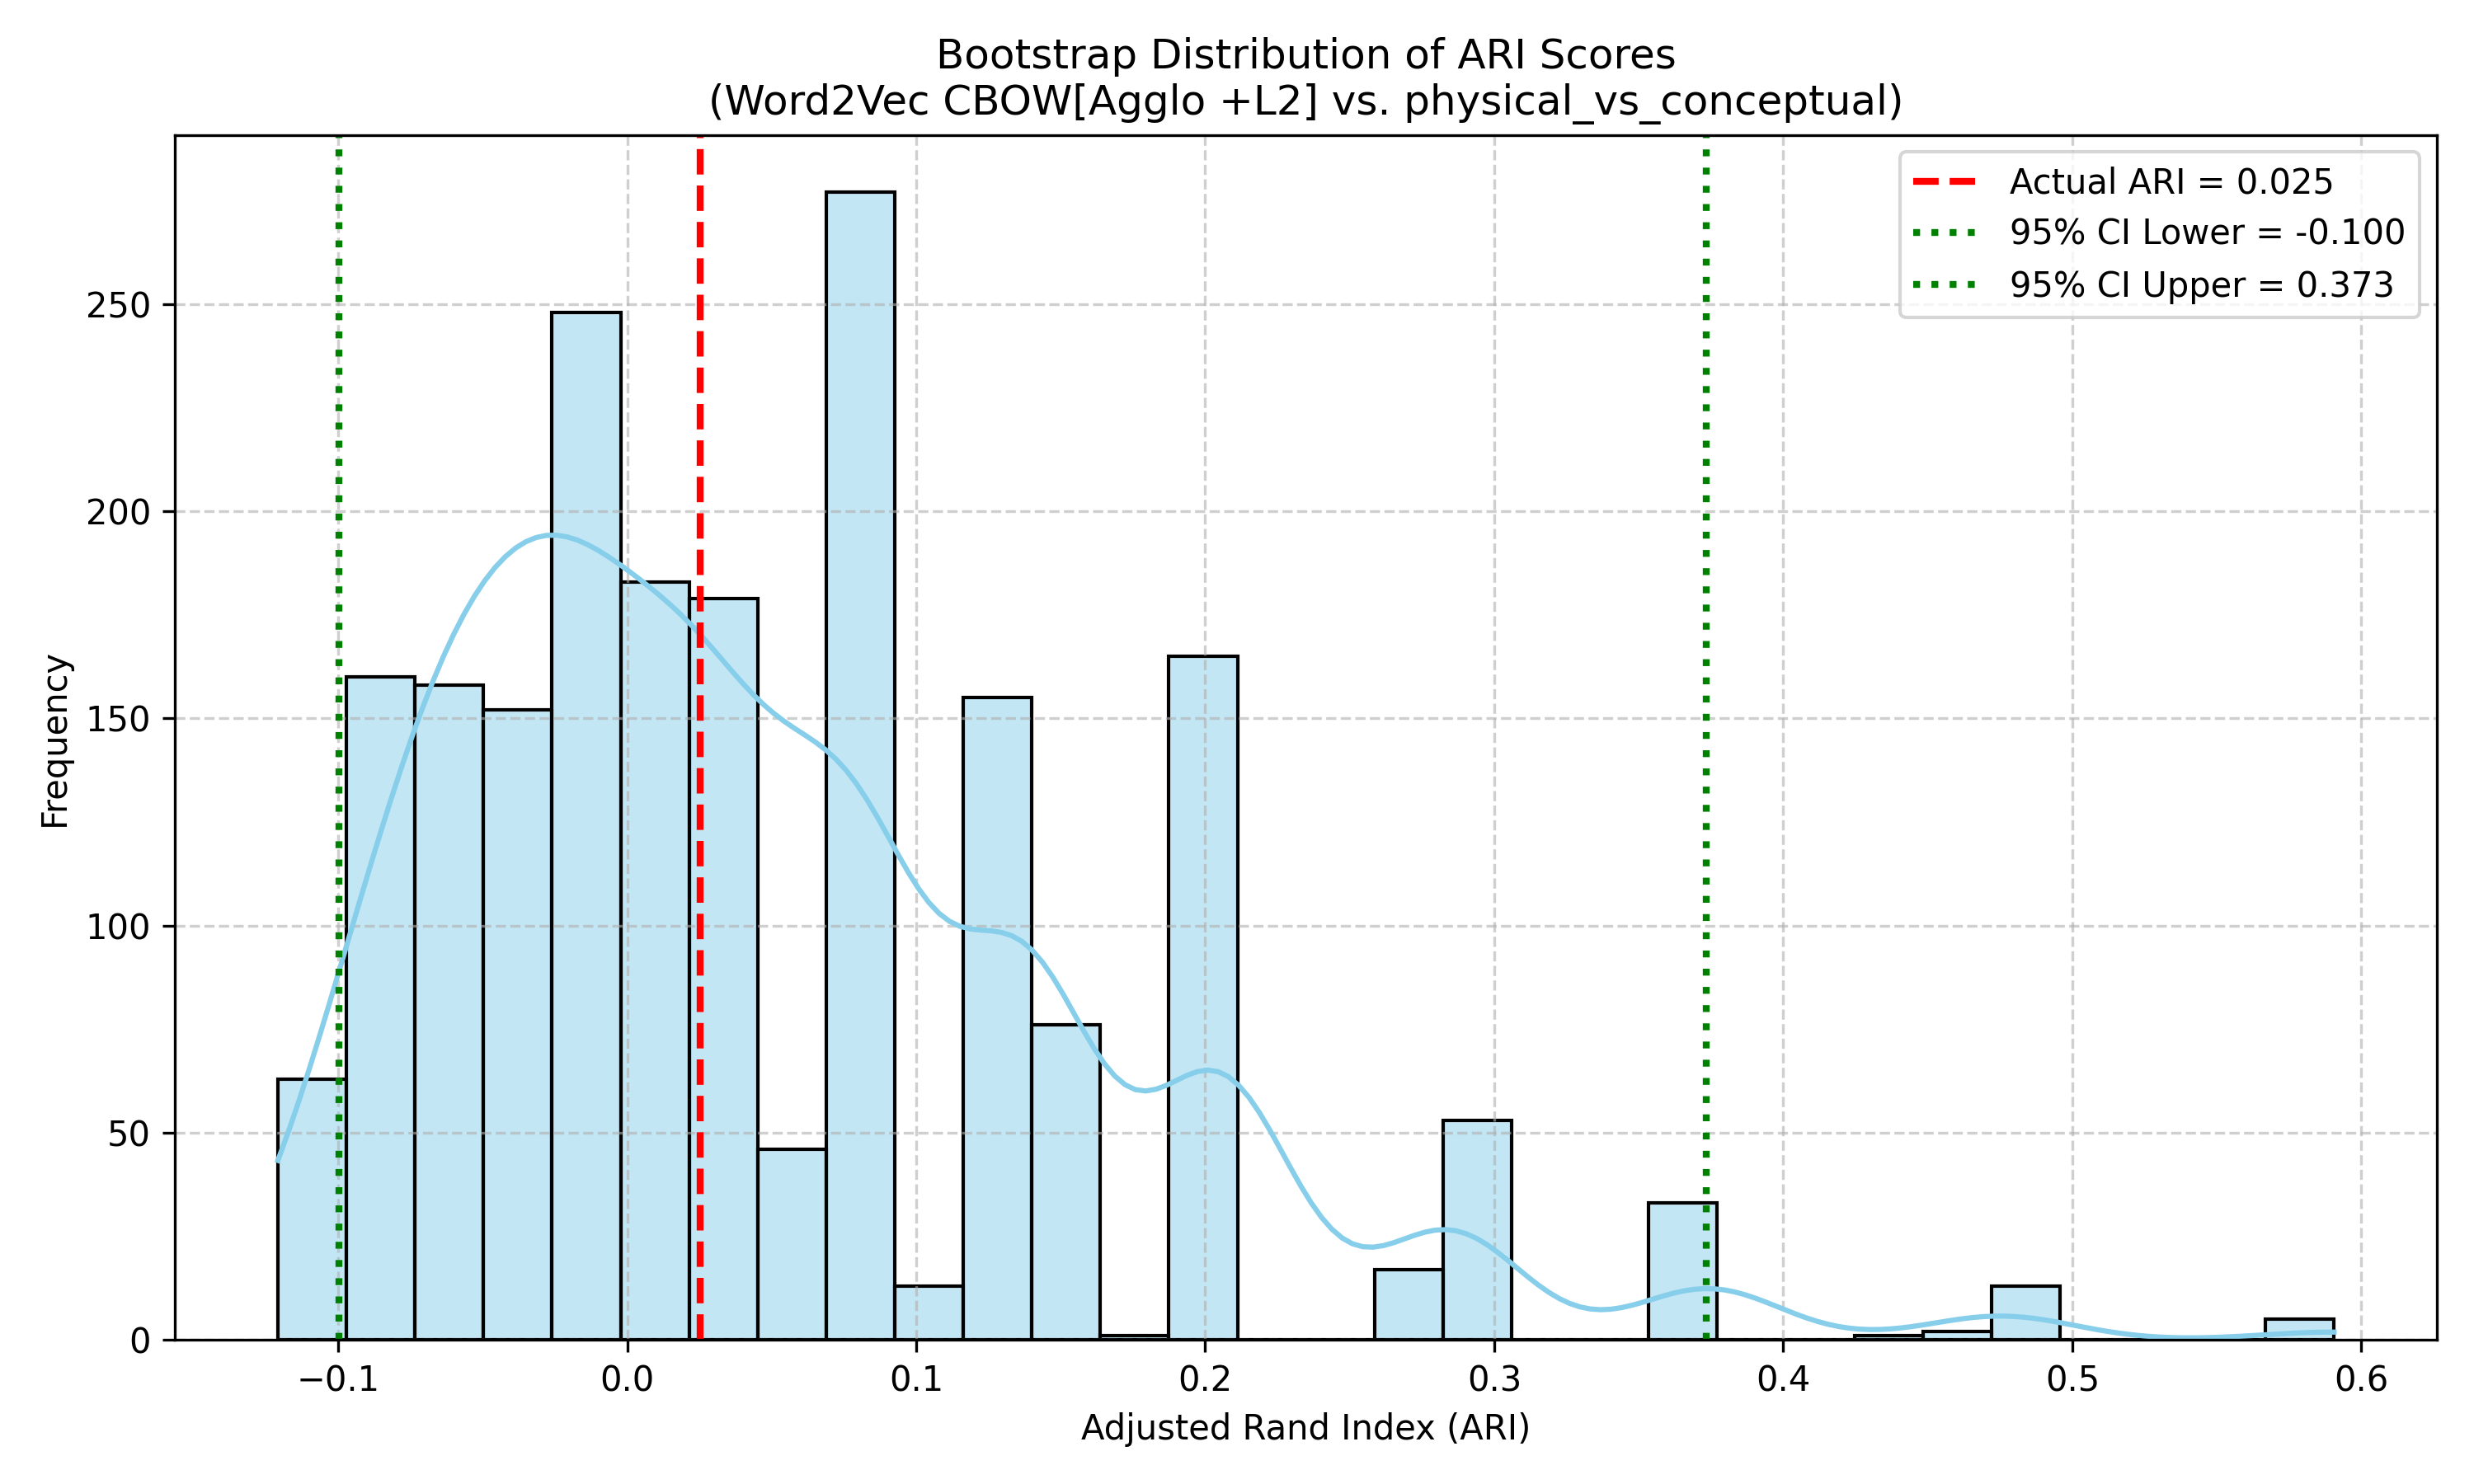 Bootstrap Distribution of ARI Scores
(Word2Vec CBOW[Agglo +L2] vs. physical_vs_conceptual)
Actual ARI = 0.025
95% CI Lower = -0.100
95% CI Upper = 0.373
Frequency
250
200
150
100
50
0
−0.1 0.0 0.1 0.2 0.3 0.4 0.5 0.6
Adjusted Rand Index (ARI)